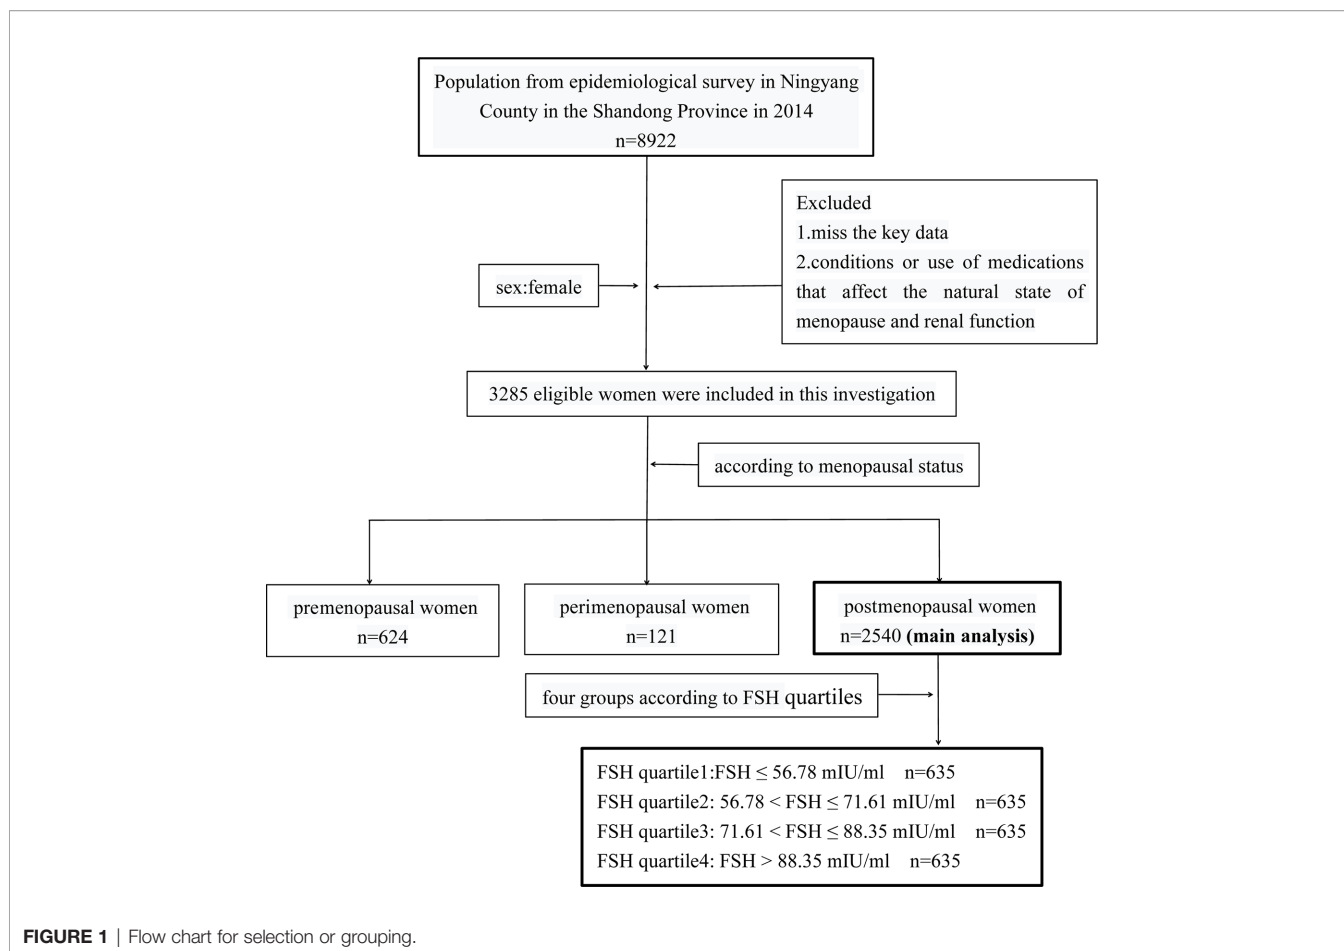 Population from epidemiological survey in Ningyang
County in the Shandong Province in 2014
n=8922
Excluded
1.miss the key data
2.conditions or use of medications
that affect the natural state of
menopause and renal function
sex:female
3285 eligible women were included in this investigation
according to menopausal status
premenopausal women
n=624
perimenopausal women
n=121
postmenopausal women
n=2540 (main analysis)
four groups according to FSH quartiles
FSH quartile1:FSH ≤ 56.78 mIU/ml n=635
FSH quartile2: 56.78 < FSH ≤ 71.61 mIU/ml n=635
FSH quartile3: 71.61 < FSH ≤ 88.35 mIU/ml n=635
FSH quartile4: FSH > 88.35 mIU/ml n=635
FIGURE 1 | Flow chart for selection or grouping.